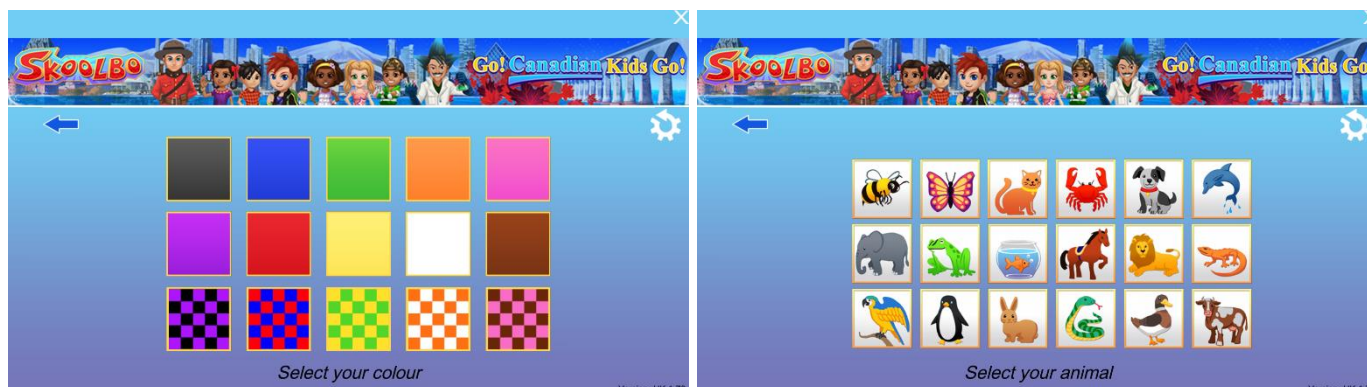 X
SKOOLBO Go! Canadian Kids Go!
Select your colour
SKOOLBO Go! Canadian Kids Go
Select your animal